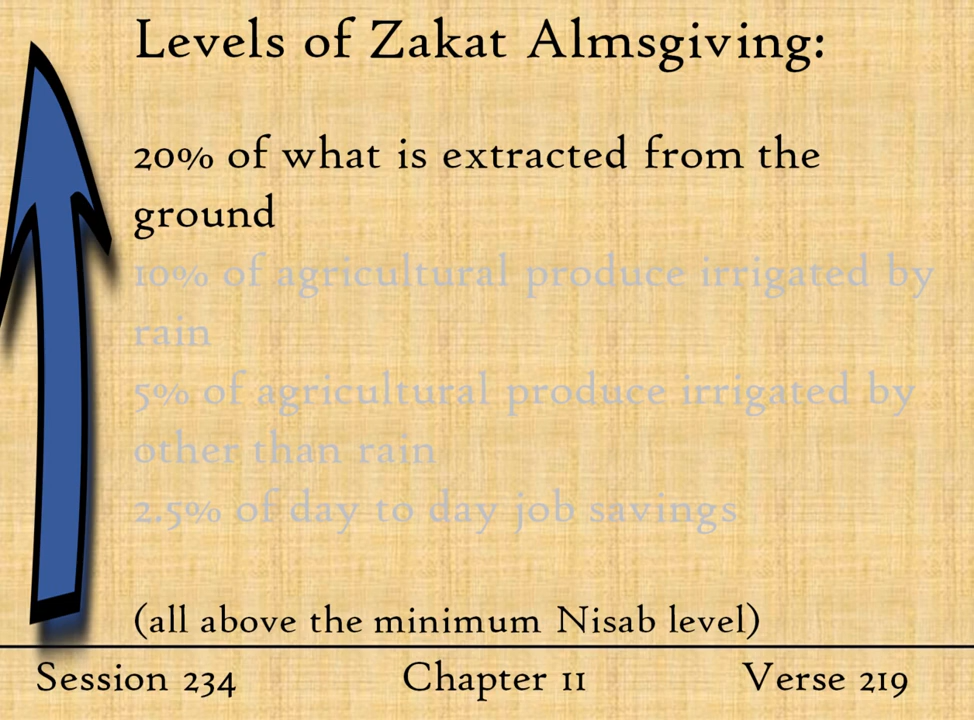 Levels of Zakat Almsgiving:
20% of what is extracted from the
ground
10% of agricultural produce irrigated by
rain
5% of agricultural produce irrigated by
other than rain
2.5% of day to day job savings
(all above the minimum Nisab level)
Session 234 Chapter 11 Verse 219